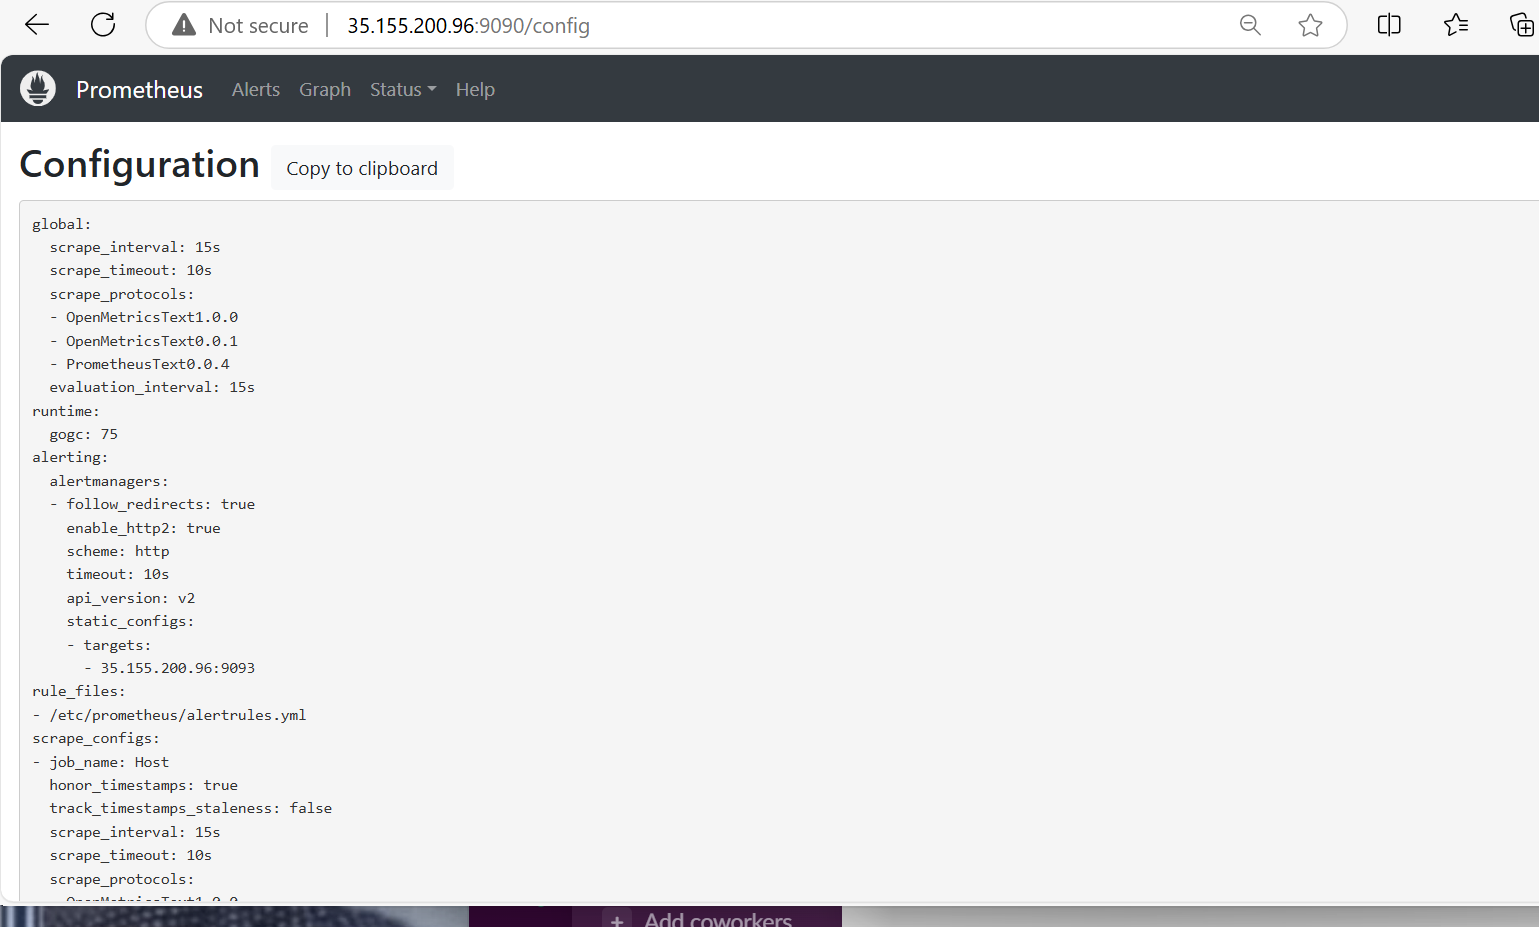 Not secure | 35.155.200.96:9090/config
Prometheus Alerts Graph Status Help
Configuration Copy to clipboard
global:
  scrape_interval: 15s
  scrape_timeout: 10s
  scrape_protocols:
  - OpenMetricsText1.0.0
  - OpenMetricsText0.0.1
  - PrometheusText0.0.4
  evaluation_interval: 15s
runtime:
  gogc: 75
alerting:
  alertmanagers:
  - follow_redirects: true
    enable_http2: true
    scheme: http
    timeout: 10s
    api_version: v2
    static_configs:
    - targets:
      - 35.155.200.96:9093
rule_files:
- /etc/prometheus/alertrules.yml
scrape_configs:
- job_name: Host
  honor_timestamps: true
  track_timestamps_staleness: false
  scrape_interval: 15s
  scrape_timeout: 10s
  scrape_protocols:
  - OpenMetricsText1.0.0
+ Add coworkers